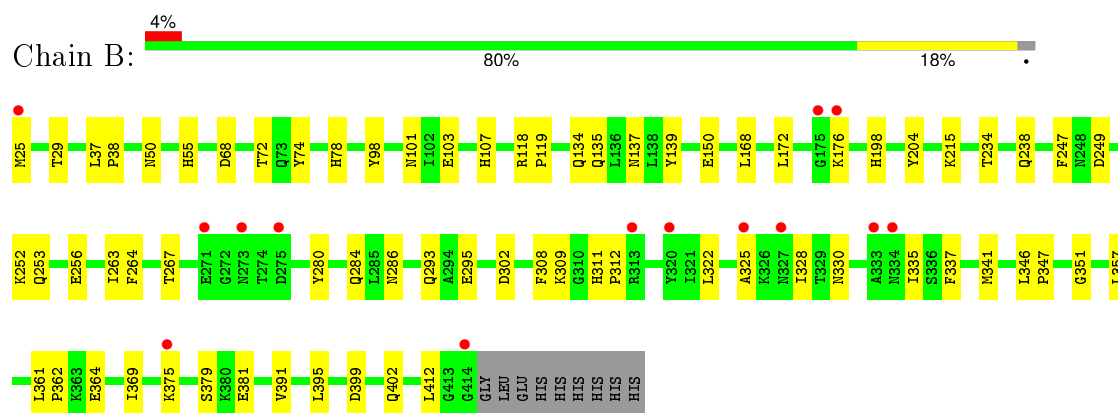 4%
Chain B:
80% 18% •
M25 T29 L37 P38 N50 H55 D68 T72 Q73 Y74 H78 Y98 N101 I102 E103 H107 R118 P119 Q134 Q135 L136 N137 L138 Y139 E150 L168 L172 G175 K176 H198 Y204 K215 T234 Q238 F247 N248 D249
K252 Q253 E256 I263 F264 T267 E271 G272 N273 T274 D275 Y280 Q284 L285 N286 Q293 A294 E295 D302 F308 K309 G310 H311 P312 R313 Y320 I321 L322 A325 K326 N327 I328 T329 N330 A333 N334 I335 S336 F337 M341 L346 P347 G351 L357
L361 P362 K363 E364 I369 K375 S379 K380 E381 V391 L395 D399 Q402 L412 G413 G414 GLY LEU GLU HIS HIS HIS HIS HIS HIS